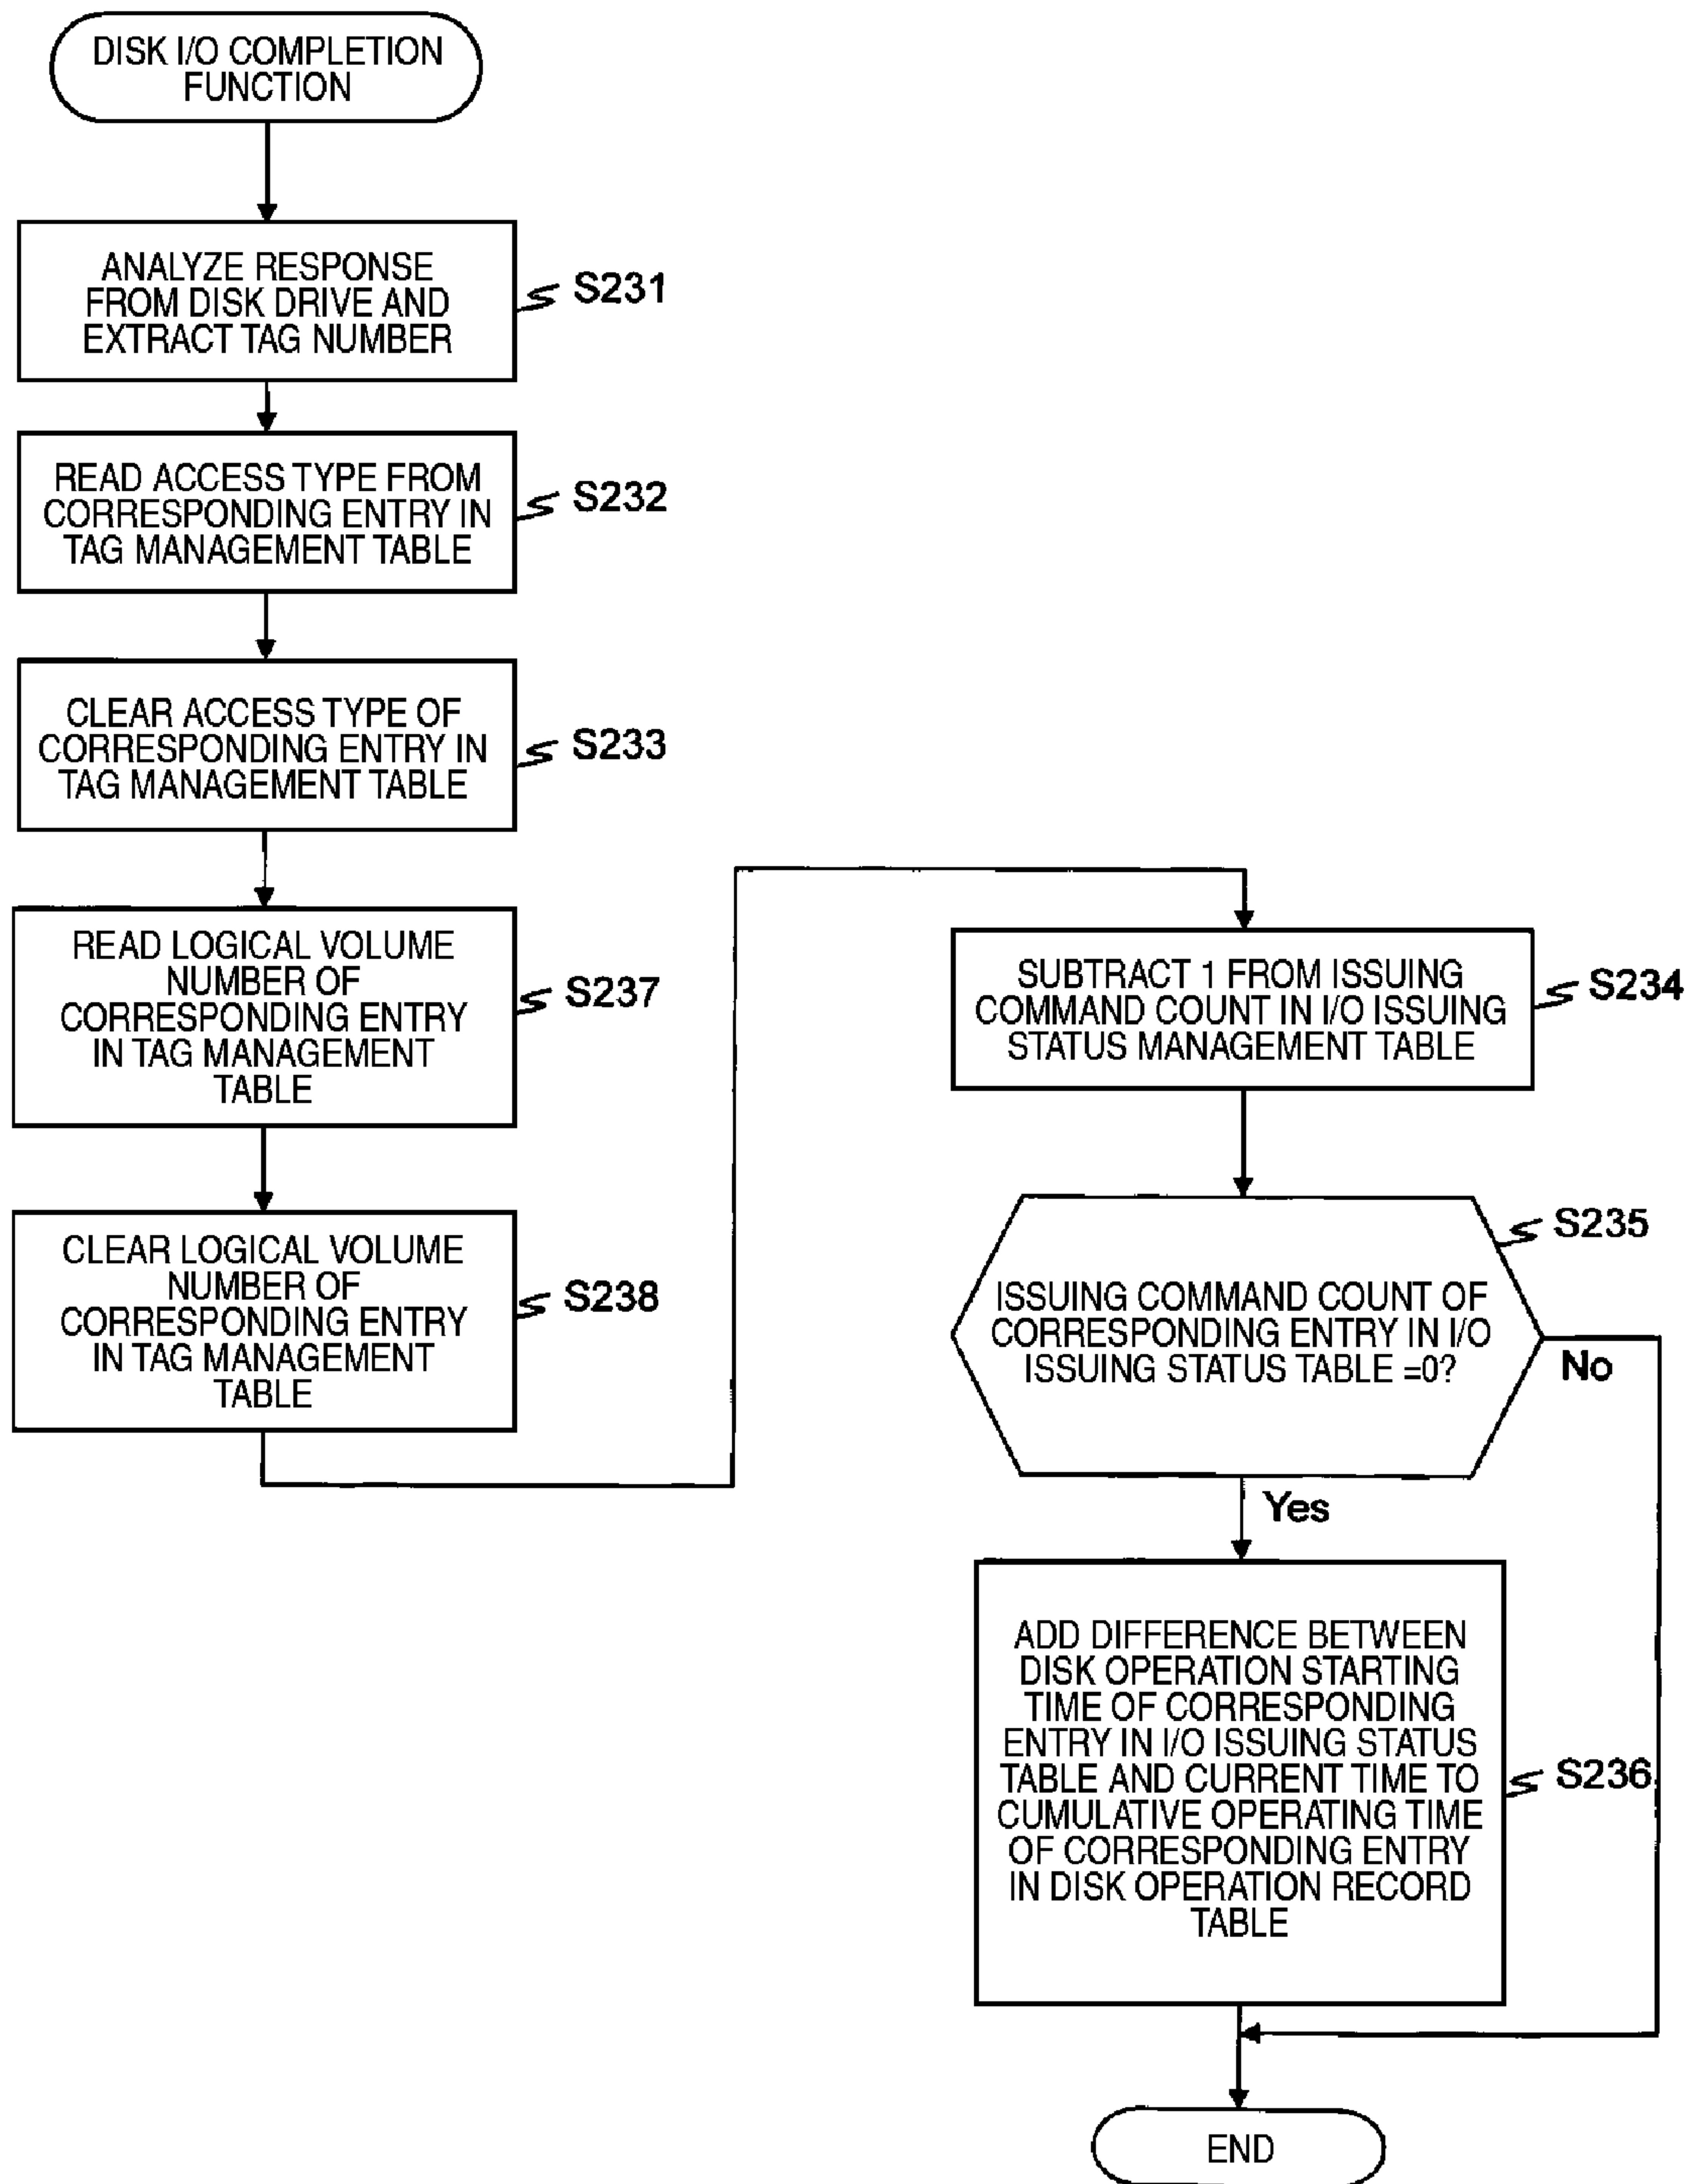 DISK I/O COMPLETION
FUNCTION
ANALYZE RESPONSE
FROM DISK DRIVE AND
EXTRACT TAG NUMBER
S231
READ ACCESS TYPE FROM
CORRESPONDING ENTRY IN
TAG MANAGEMENT TABLE
S232
CLEAR ACCESS TYPE OF
CORRESPONDING ENTRY IN
TAG MANAGEMENT TABLE
S233
READ LOGICAL VOLUME
NUMBER OF
CORRESPONDING ENTRY
IN TAG MANAGEMENT
TABLE
S237
CLEAR LOGICAL VOLUME
NUMBER OF
CORRESPONDING ENTRY
IN TAG MANAGEMENT
TABLE
S238
SUBTRACT 1 FROM ISSUING
COMMAND COUNT IN I/O ISSUING
STATUS MANAGEMENT TABLE
S234
S235
ISSUING COMMAND COUNT OF
CORRESPONDING ENTRY IN I/O
ISSUING STATUS TABLE =0?
No
Yes
ADD DIFFERENCE BETWEEN
DISK OPERATION STARTING
TIME OF CORRESPONDING
ENTRY IN I/O ISSUING STATUS
TABLE AND CURRENT TIME TO
CUMULATIVE OPERATING TIME
OF CORRESPONDING ENTRY
IN DISK OPERATION RECORD
TABLE
S236
END